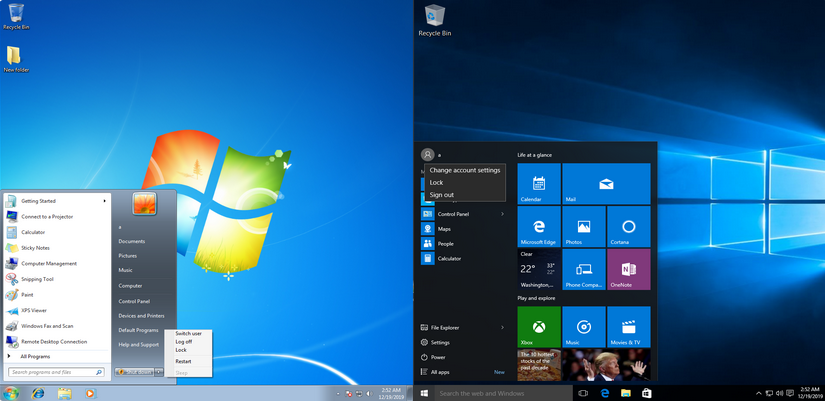 Recycle Bin
New folder
Getting Started
Connect to a Projector
Calculator
Sticky Notes
Computer Management
Snipping Tool
Paint
XPS Viewer
Windows Fax and Scan
Remote Desktop Connection
All Programs
Search programs and files
a
Documents
Pictures
Music
Computer
Control Panel
Devices and Printers
Default Programs
Help and Support
Shut down
Switch user
Log off
Lock
Restart
Sleep
2:52 AM
12/19/2019
Recycle Bin
a
Change account settings
Lock
Sign out
Control Panel
Maps
People
Calculator
File Explorer
Settings
Power
All apps
New
Life at a glance
Calendar
Mail
Microsoft Edge
Photos
Cortana
Clear
22°
33°
22°
Washington,...
Phone Compa...
OneNote
Play and explore
Xbox
Music
Movies & TV
The 10 hottest
stocks of the
past decade
Search the web and Windows
2:52 AM
12/19/2019